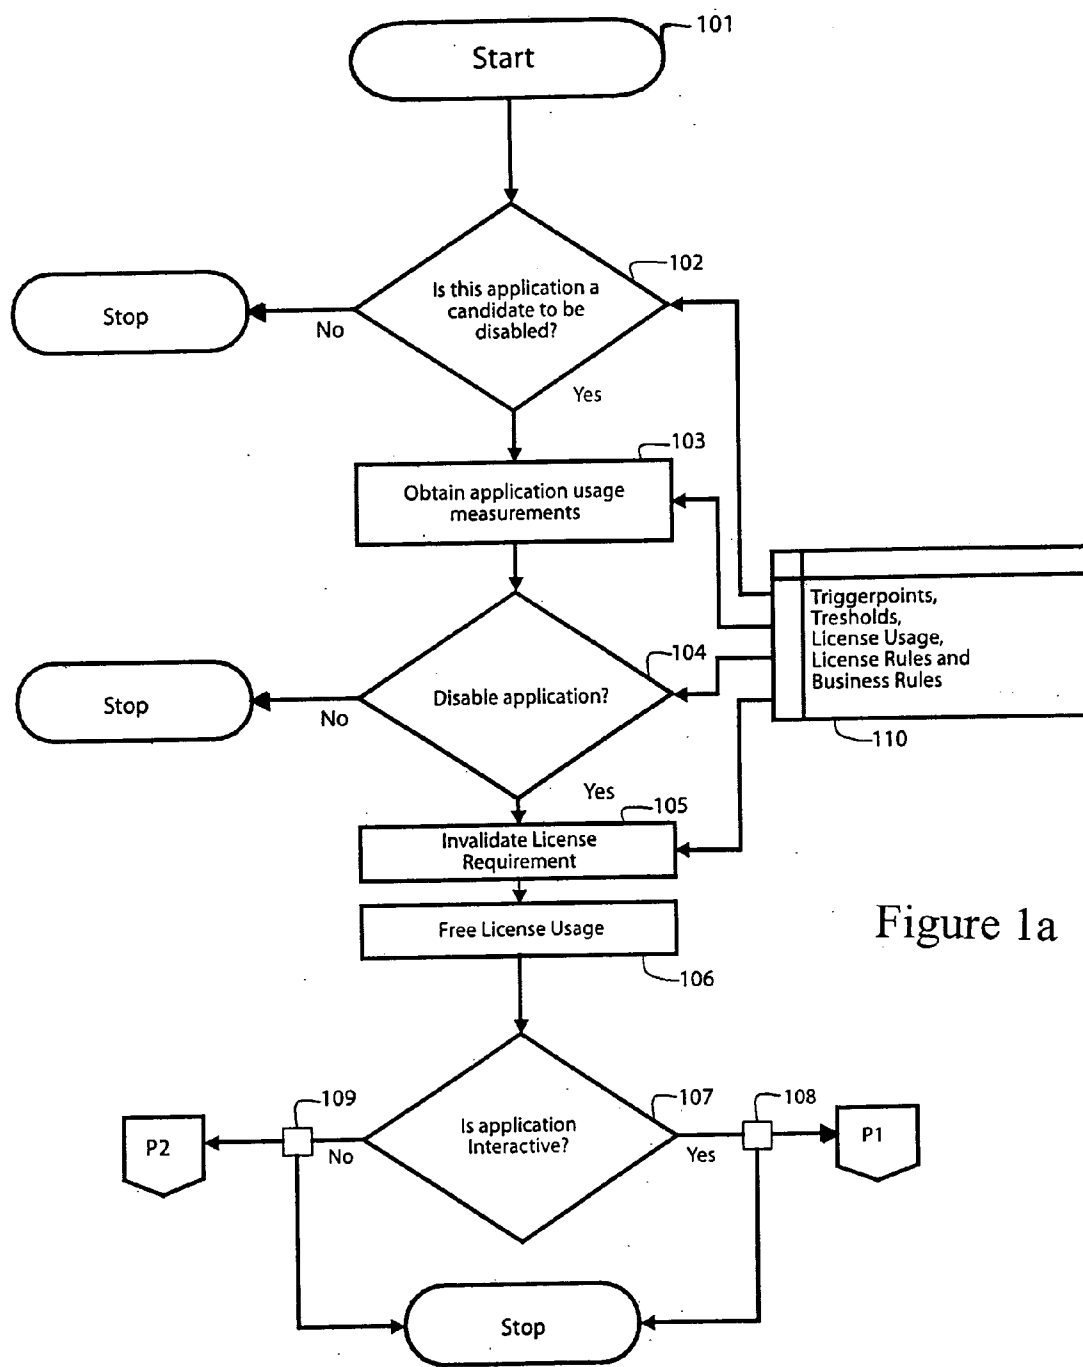 Start
101
Is this application a
candidate to be
disabled?
102
Stop
No
Yes
103
Obtain application usage
measurements
Triggerpoints,
Tresholds,
License Usage,
License Rules and
Business Rules
110
104
Disable application?
Stop
No
Yes
105
Invalidate License
Requirement
Free License Usage
106
Figure 1a
109
107
108
P2
Is application
Interactive?
P1
No
Yes
Stop